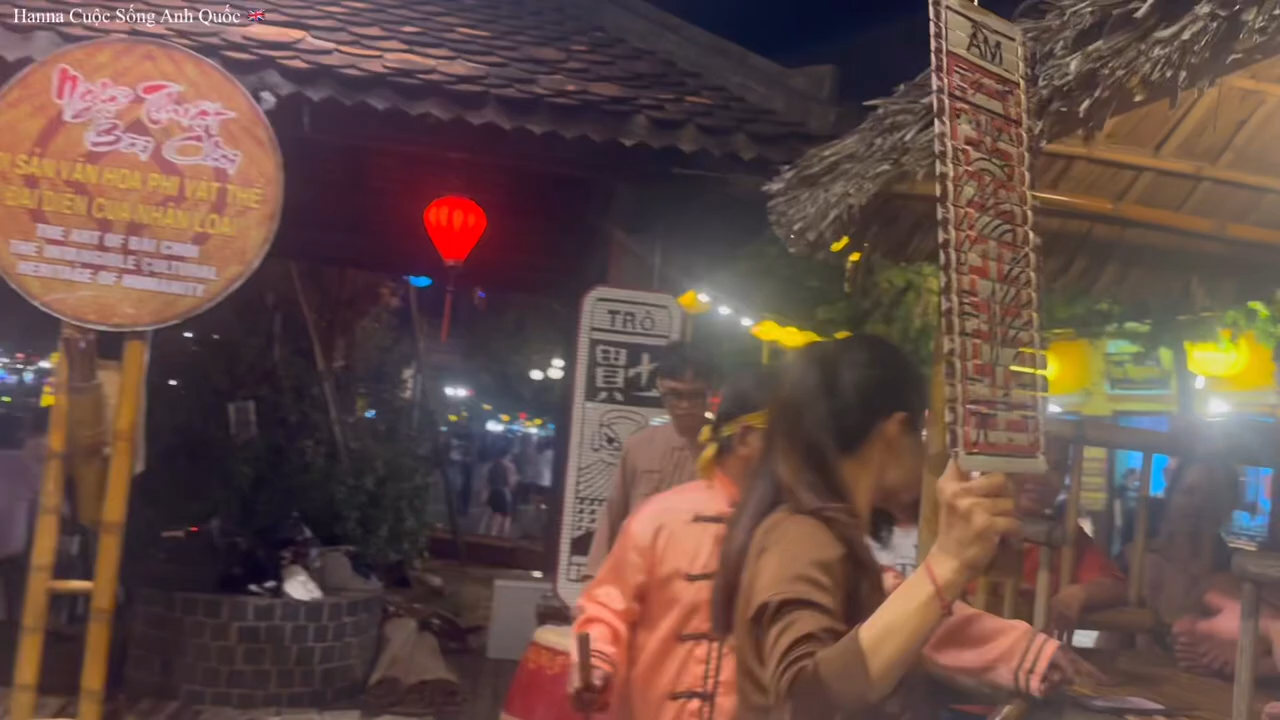 Hanna Cuộc Sống Anh Quốc 🇬🇧
Nghệ Thuật
Bài Chòi
DI SẢN VĂN HÓA PHI VẬT THỂ
ĐẠI DIỆN CỦA NHÂN LOẠI
THE ART OF BAI CHOI
THE INTANGIBLE CULTURAL
HERITAGE OF HUMANITY
TRÒ
ẦM